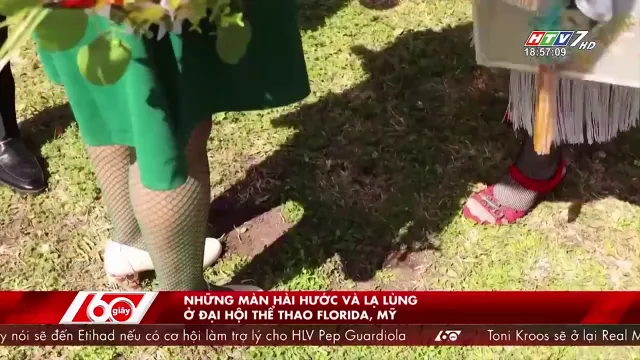 HTV7 HD
18:57:09
60 giây
NHỮNG MÀN HÀI HƯỚC VÀ LẠ LÙNG
Ở ĐẠI HỘI THỂ THAO FLORIDA, MỸ
y nói sẽ đến Etihad nếu có cơ hội làm trợ lý cho HLV Pep Guardiola
Toni Kroos sẽ ở lại Real M